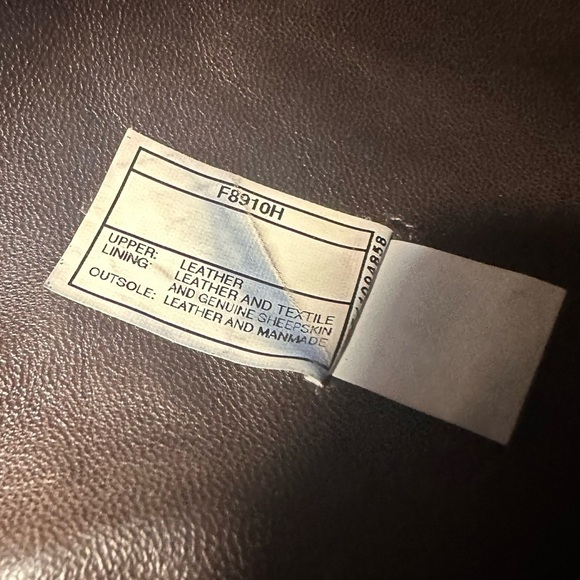 F8910H
UPPER: LEATHER
LINING: LEATHER AND TEXTILE
AND GENUINE SHEEPSKIN
OUTSOLE: LEATHER AND MANMADE